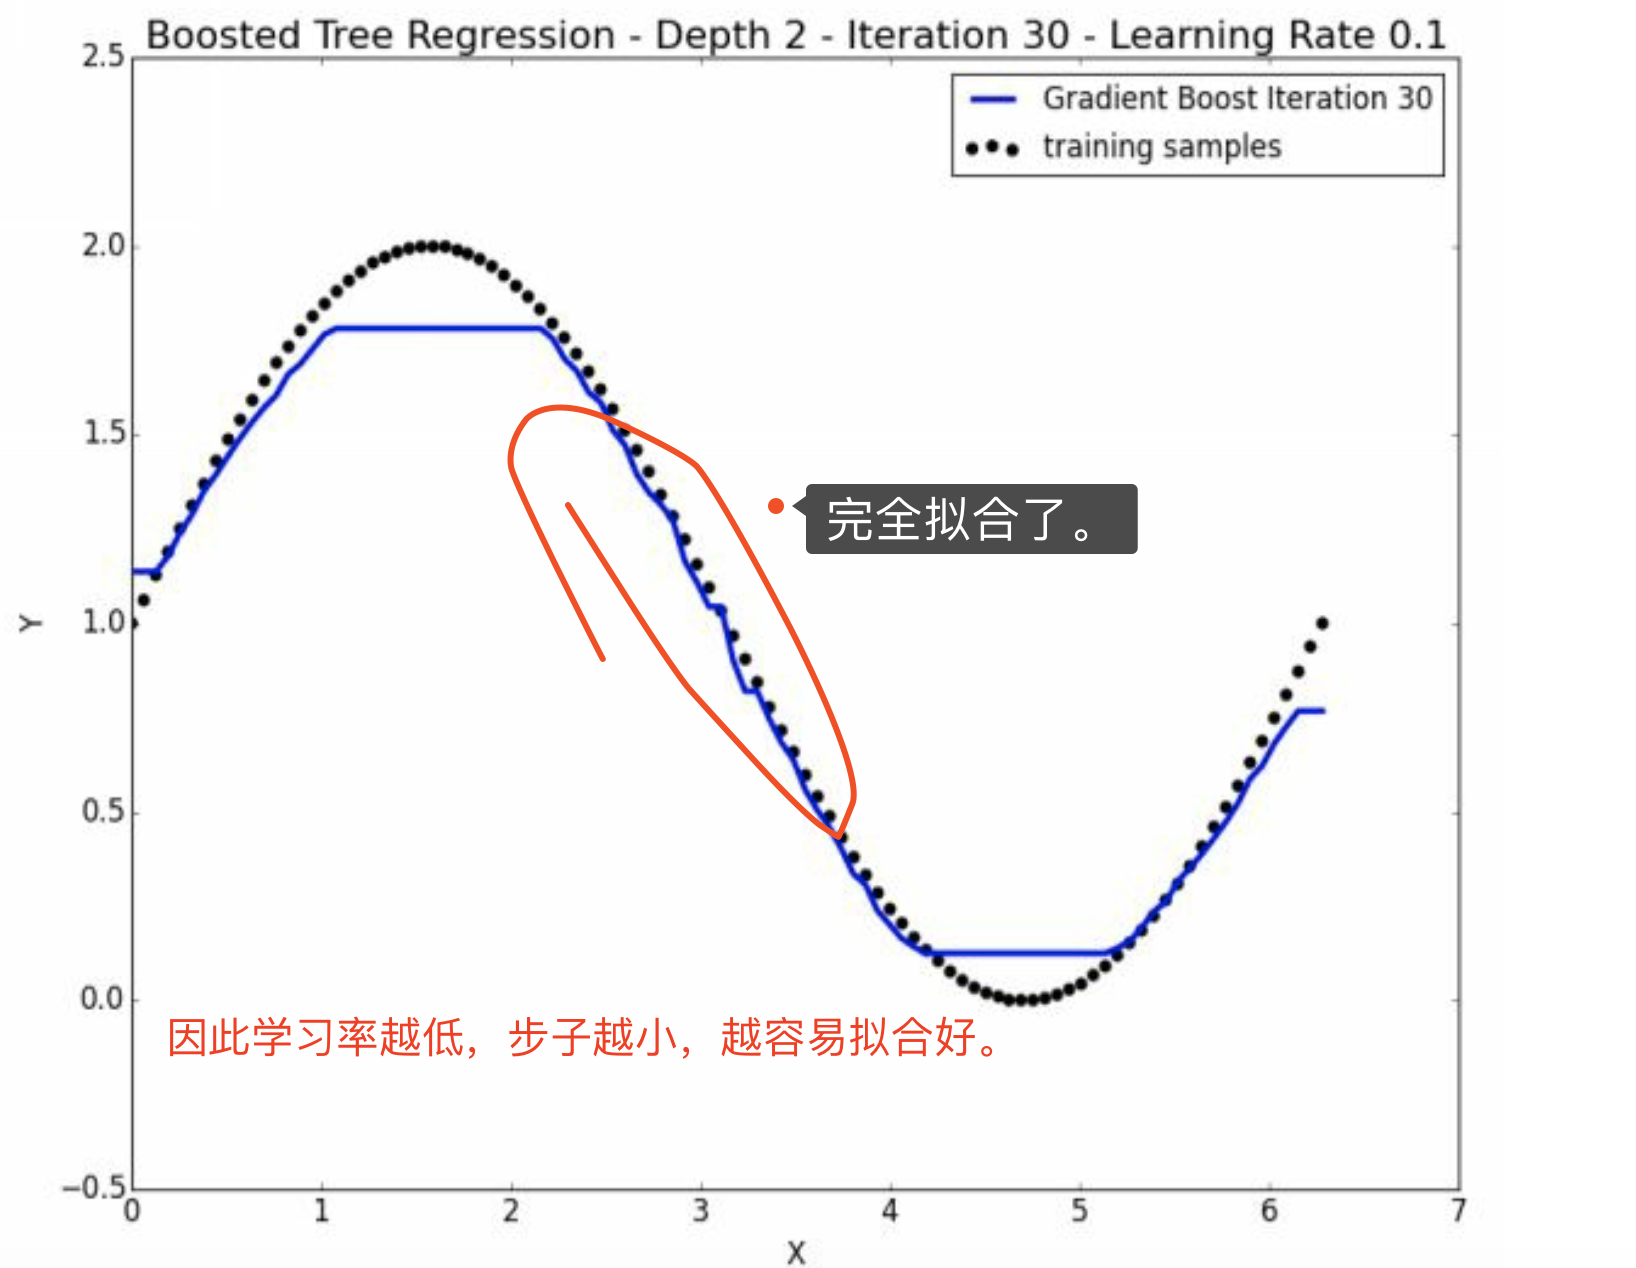 Boosted Tree Regression - Depth 2 - Iteration 30 - Learning Rate 0.1
2.5
Gradient Boost Iteration 30
training samples
2.0
1.5
完全拟合了。
Y
1.0
0.5
0.0
因此学习率越低，步子越小，越容易拟合好。
−0.5
0 1 2 3 4 5 6 7
X